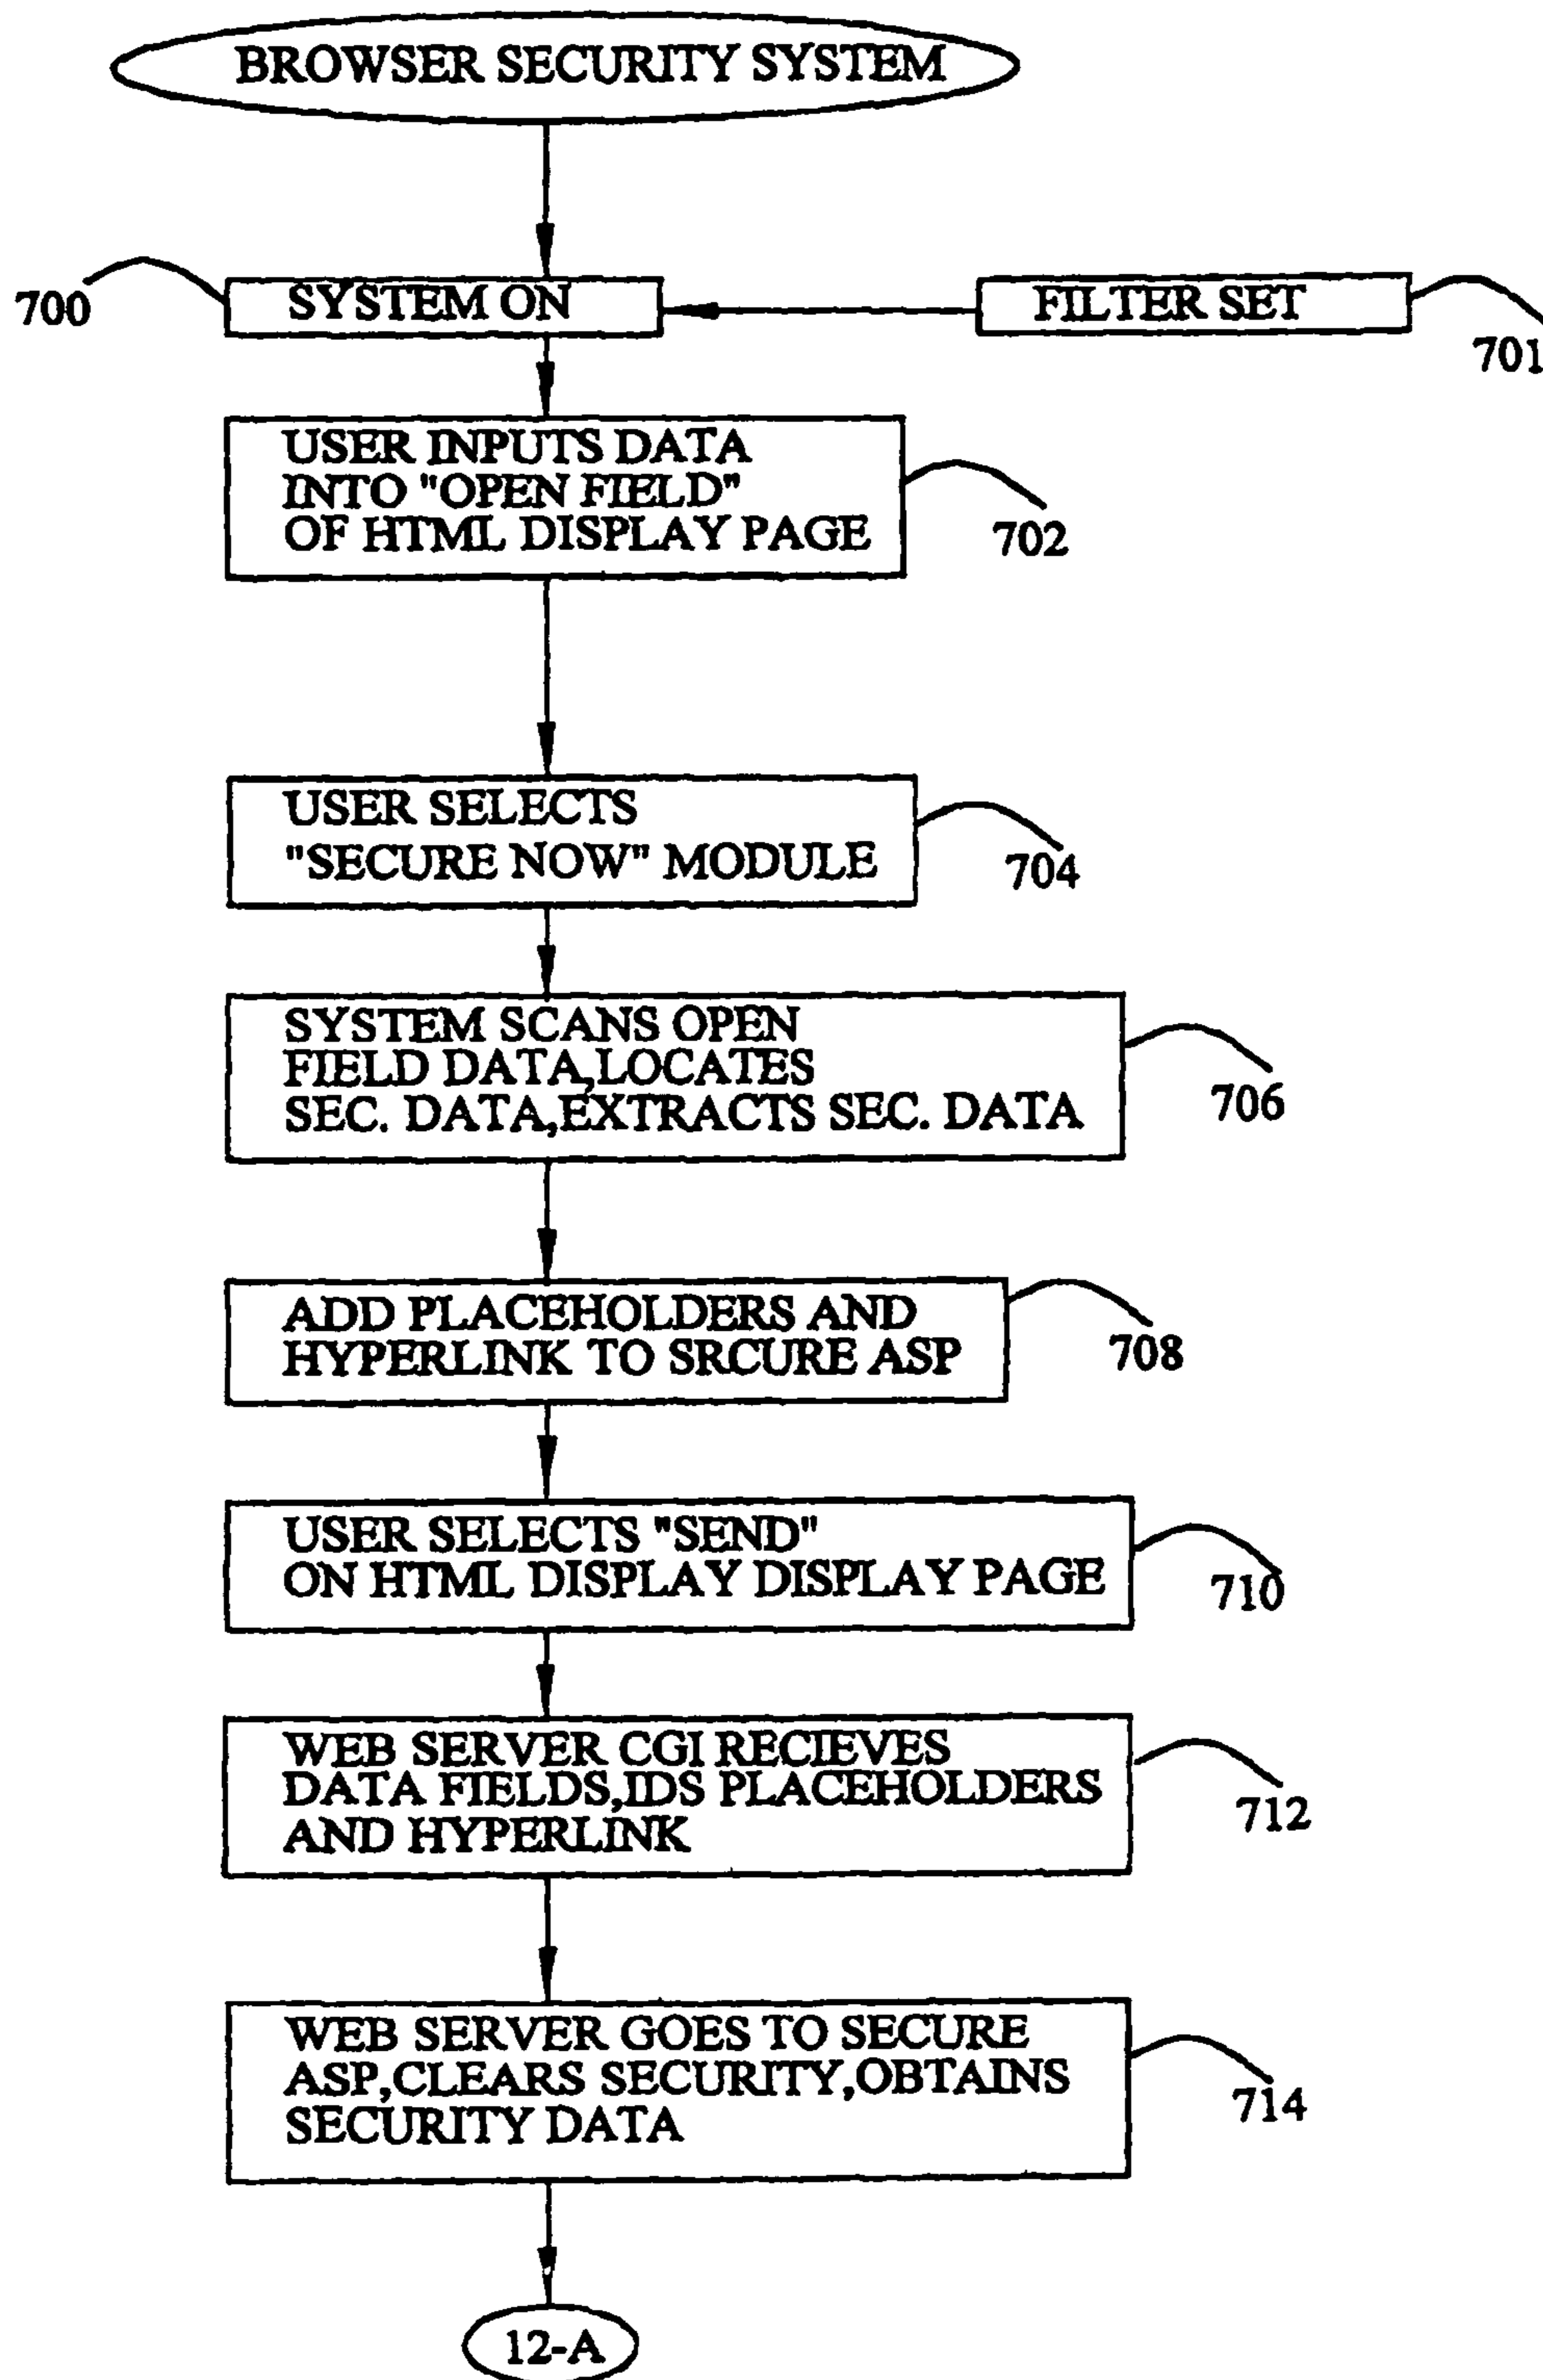 BROWSER SECURITY SYSTEM
700
SYSTEM ON
FILTER SET
701
USER INPUTS DATA
INTO "OPEN FIELD"
OF HTML DISPLAY PAGE
702
USER SELECTS
"SECURE NOW" MODULE
704
SYSTEM SCANS OPEN
FIELD DATA,LOCATES
SEC. DATA,EXTRACTS SEC. DATA
706
ADD PLACEHOLDERS AND
HYPERLINK TO SRCURE ASP
708
USER SELECTS "SEND"
ON HTML DISPLAY DISPLAY PAGE
710
WEB SERVER CGI RECIEVES
DATA FIELDS,IDS PLACEHOLDERS
AND HYPERLINK
712
WEB SERVER GOES TO SECURE
ASP,CLEARS SECURITY,OBTAINS
SECURITY DATA
714
12-A